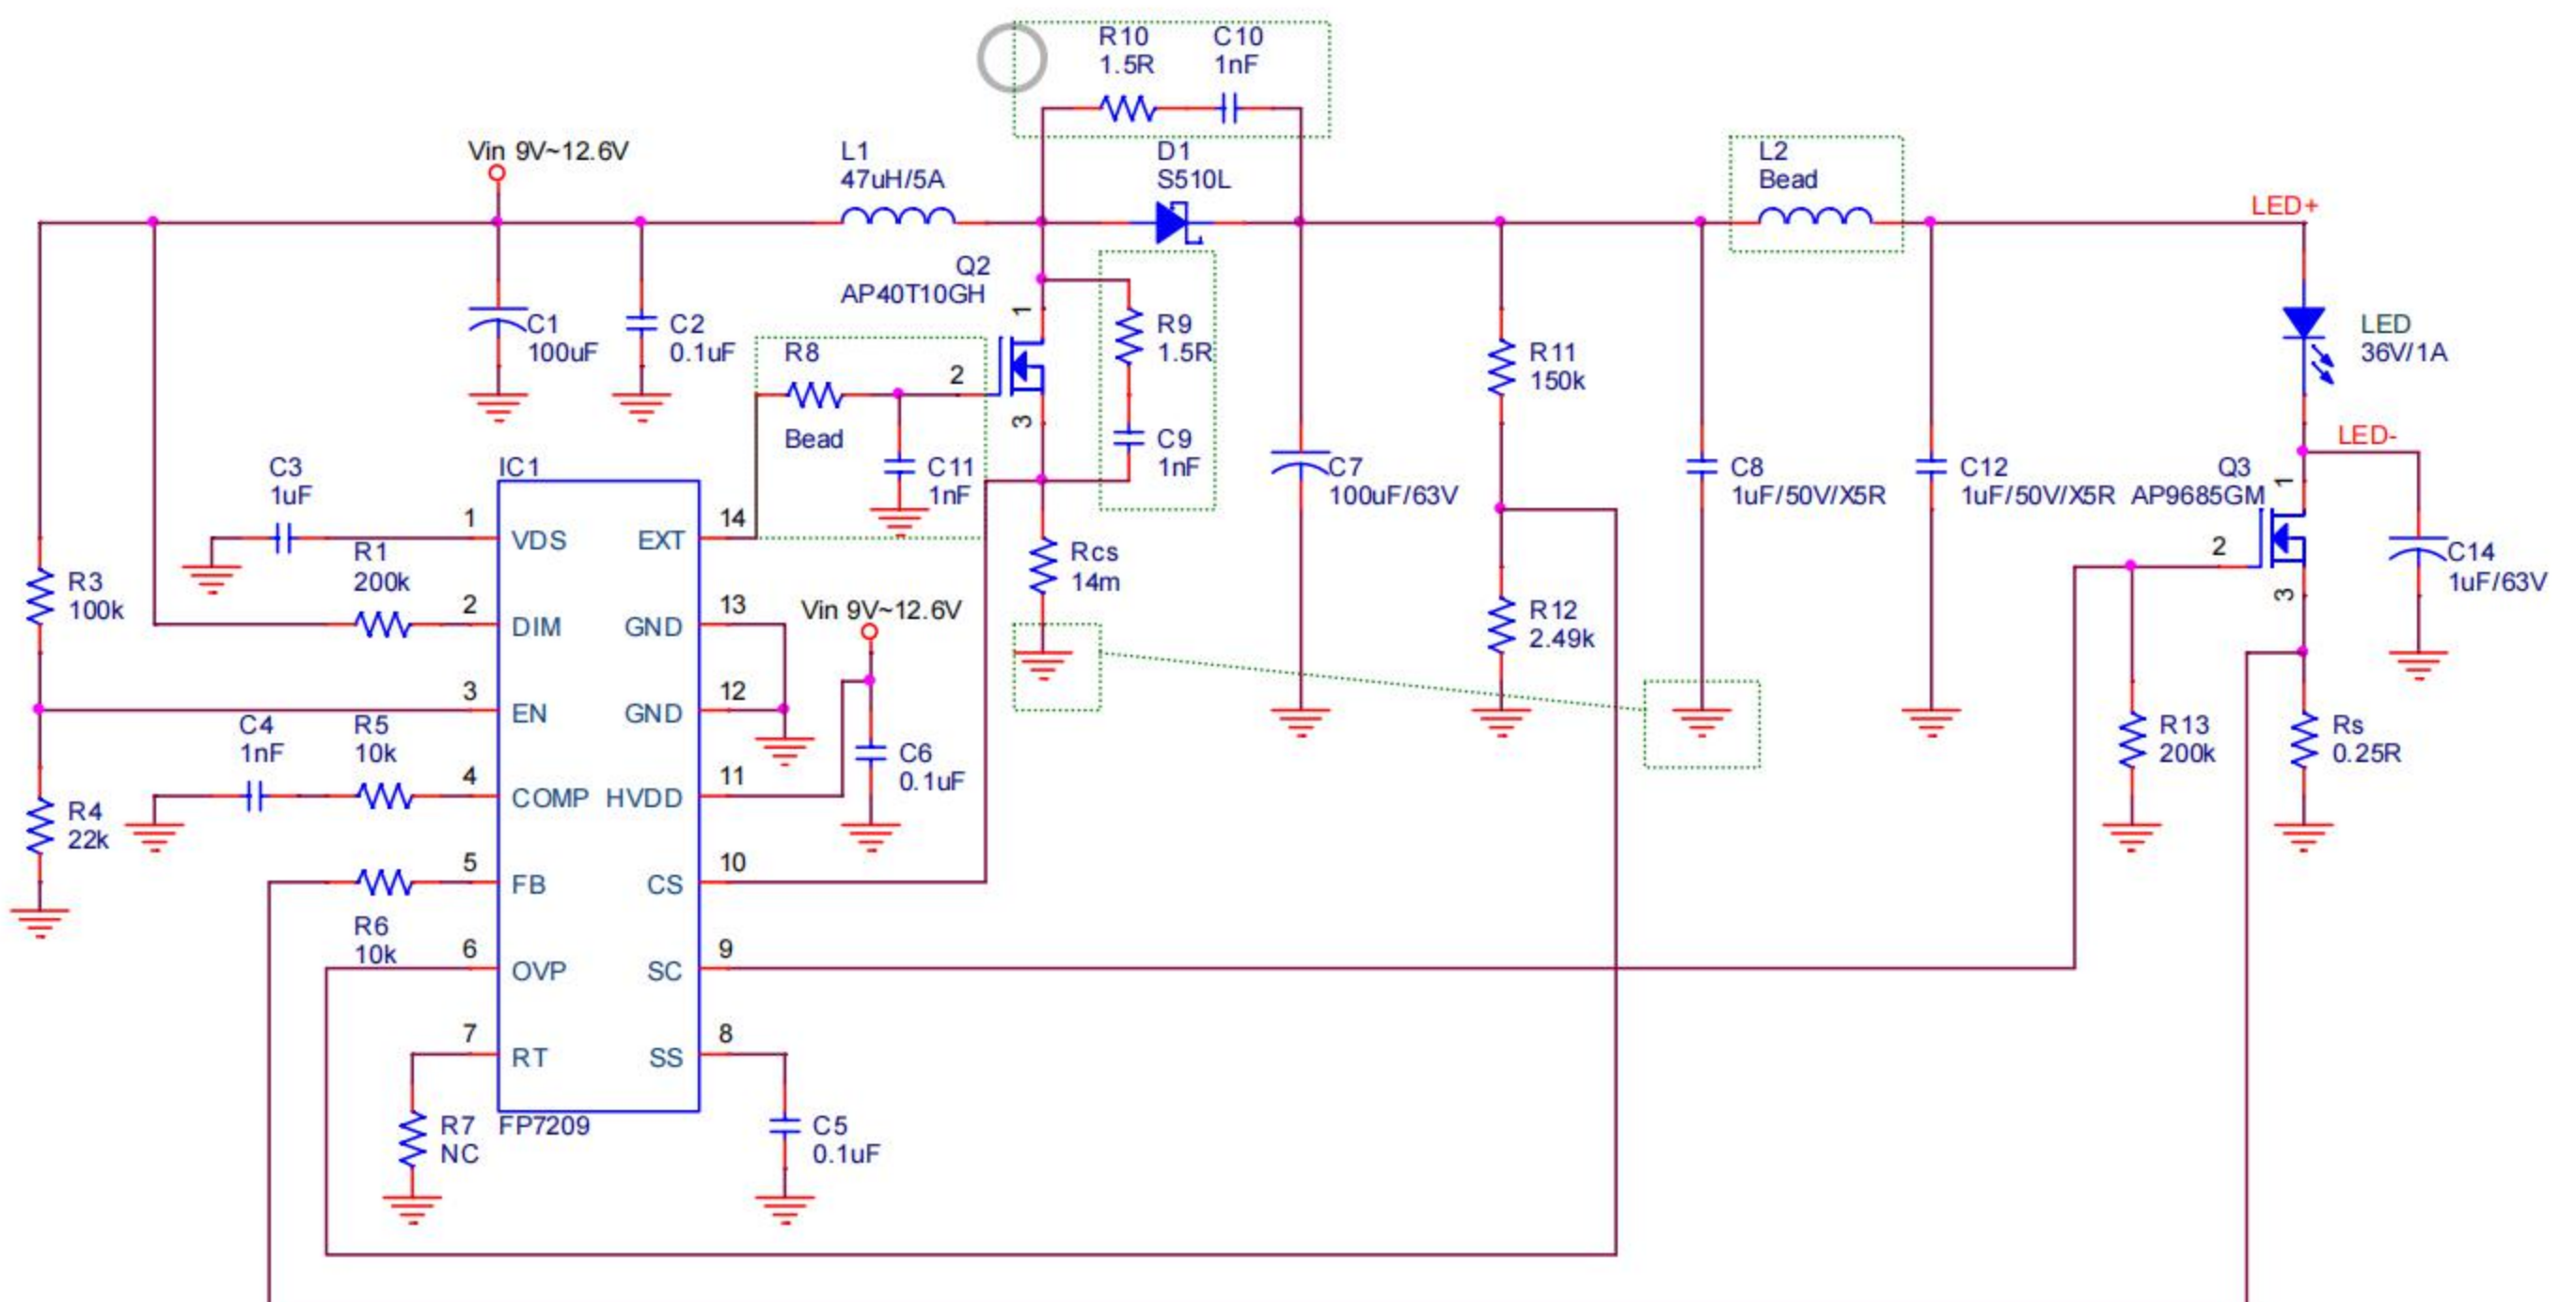 R10
1.5R
C10
1nF
Vin 9V~12.6V
L1
47uH/5A
D1
S510L
L2
Bead
LED+
Q2
AP40T10GH
1
2
3
C1
100uF
C2
0.1uF
R8
Bead
C11
1nF
R9
1.5R
C9
1nF
R11
150k
LED
36V/1A
LED-
C3
1uF
IC1
C7
100uF/63V
C8
1uF/50V/X5R
C12
1uF/50V/X5R
Q3
AP9685GM
1
2
3
C14
1uF/63V
R1
200k
R3
100k
Rcs
14m
Vin 9V~12.6V
R12
2.49k
1
VDS
EXT
14
2
DIM
GND
13
3
EN
GND
12
C4
1nF
R5
10k
4
COMP
HVDD
11
C6
0.1uF
R13
200k
Rs
0.25R
R4
22k
5
FB
CS
10
R6
10k
6
OVP
SC
9
7
RT
SS
8
R7
NC
FP7209
C5
0.1uF